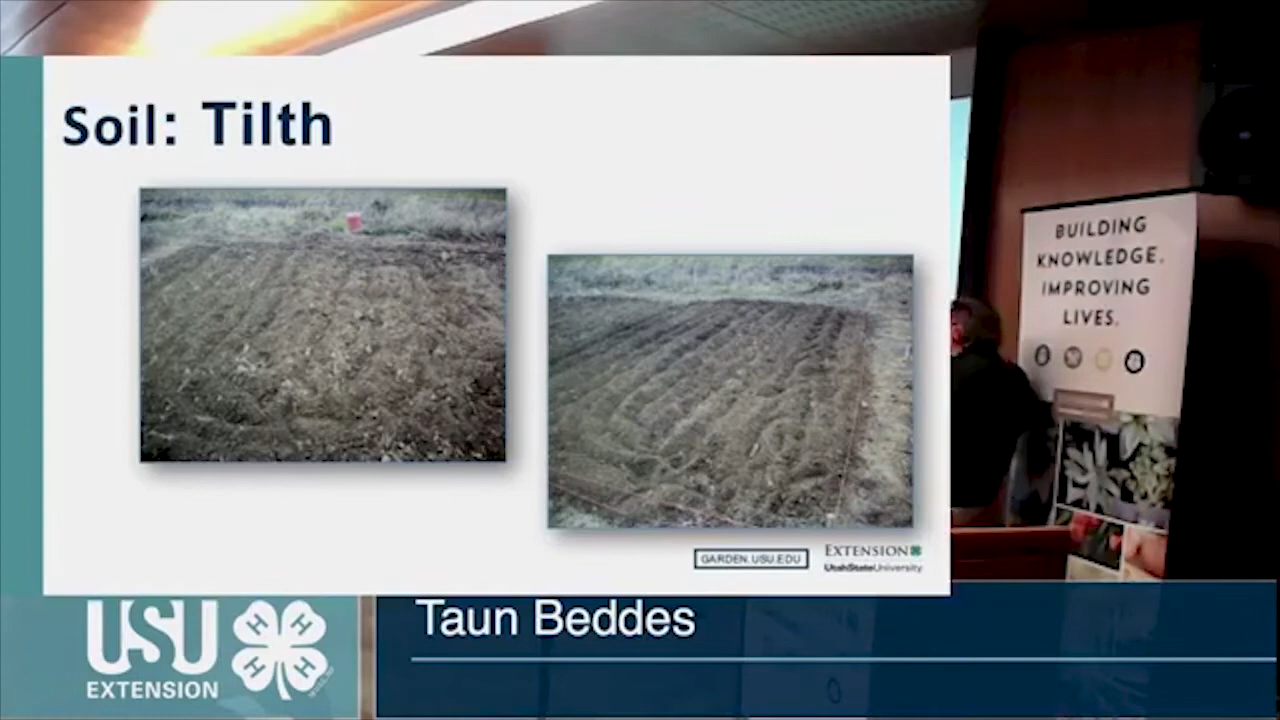 Soil: Tilth
BUILDING
KNOWLEDGE.
IMPROVING
LIVES.
GARDEN.USU.EDU
EXTENSION
UtahStateUniversity
USU
EXTENSION
H H
H H
Taun Beddes